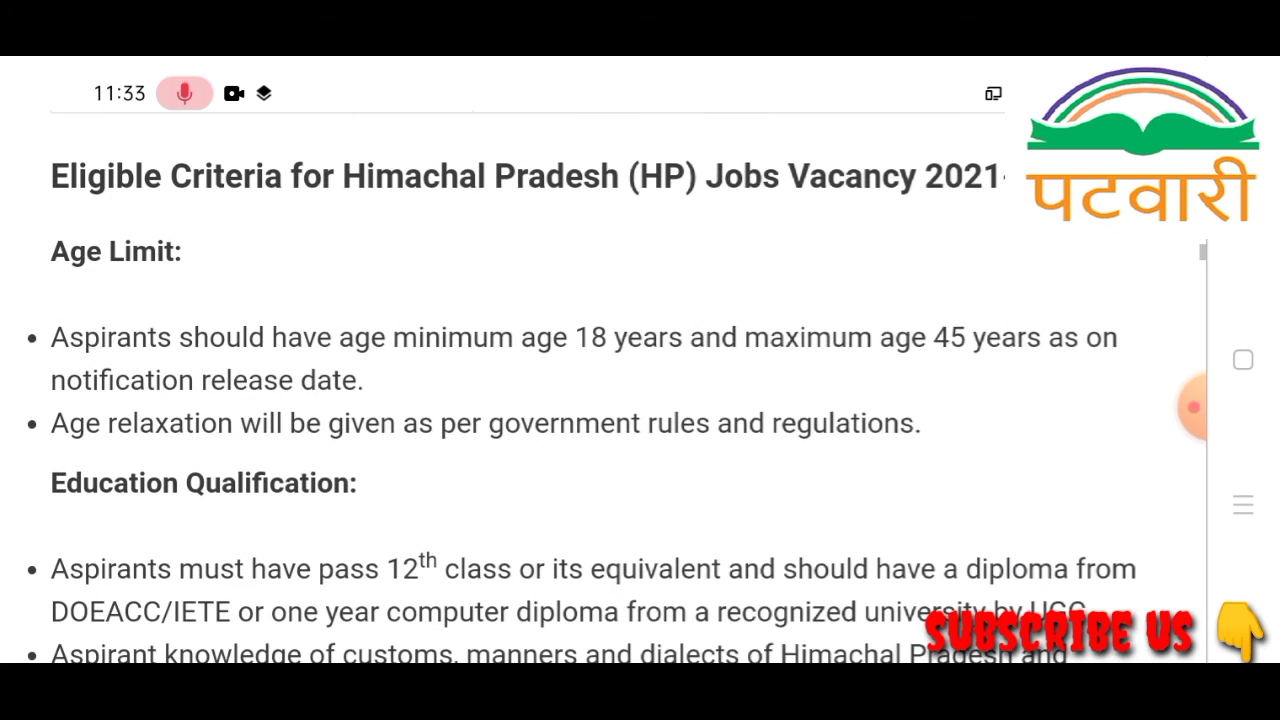 11:33
पटवारी
Eligible Criteria for Himachal Pradesh (HP) Jobs Vacancy 2021-
Age Limit:
• Aspirants should have age minimum age 18 years and maximum age 45 years as on
notification release date.
• Age relaxation will be given as per government rules and regulations.
Education Qualification:
• Aspirants must have pass 12th class or its equivalent and should have a diploma from
DOEACC/IETE or one year computer diploma from a recognized university by UGC
SUBSCRIBE US
• Aspirant knowledge of customs, manners and dialects of Himachal Pradesh and